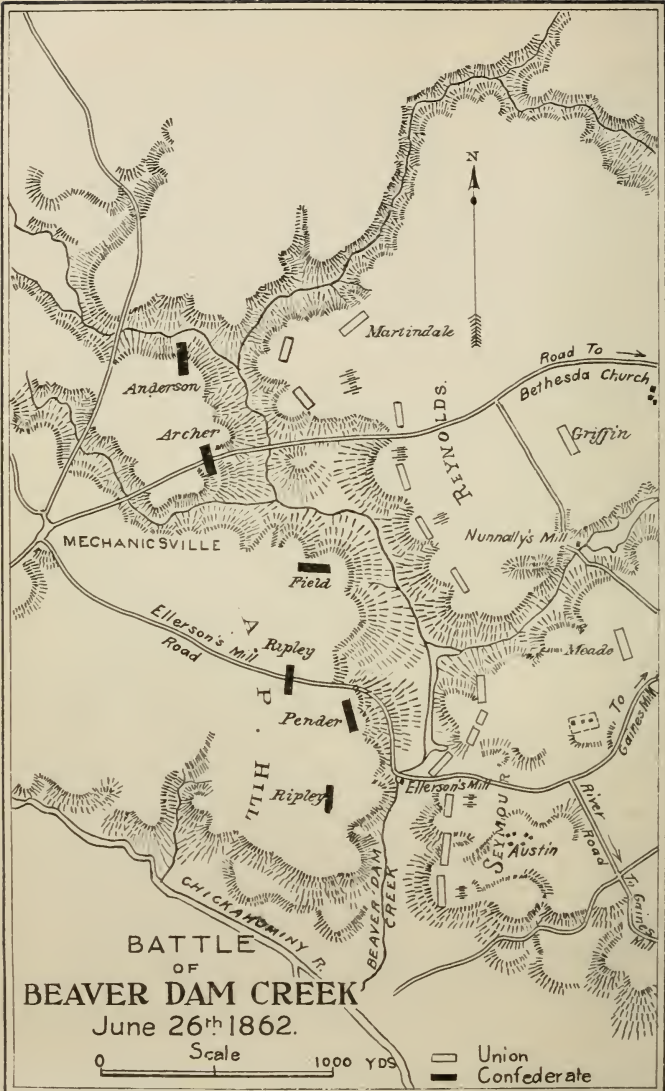 N
Martindale
Road To
Bethesda Church
Anderson
Archer
REYNOLDS.
Griffin
MECHANICSVILLE
Nunnally's Mill
Field
Ellerson's Mill
Road
A. P. HILL
Ripley
Meade
Pender
To
Gaines Mill
Ripley
Ellerson's Mill
SEYMOUR
Austin
River
Road
To Gaines
Mill
BEAVER DAM
CREEK
CHICKAHOMINY R.
BATTLE
OF
BEAVER DAM CREEK
June 26th 1862.
Scale
0 1000 YDS
Union
Confederate